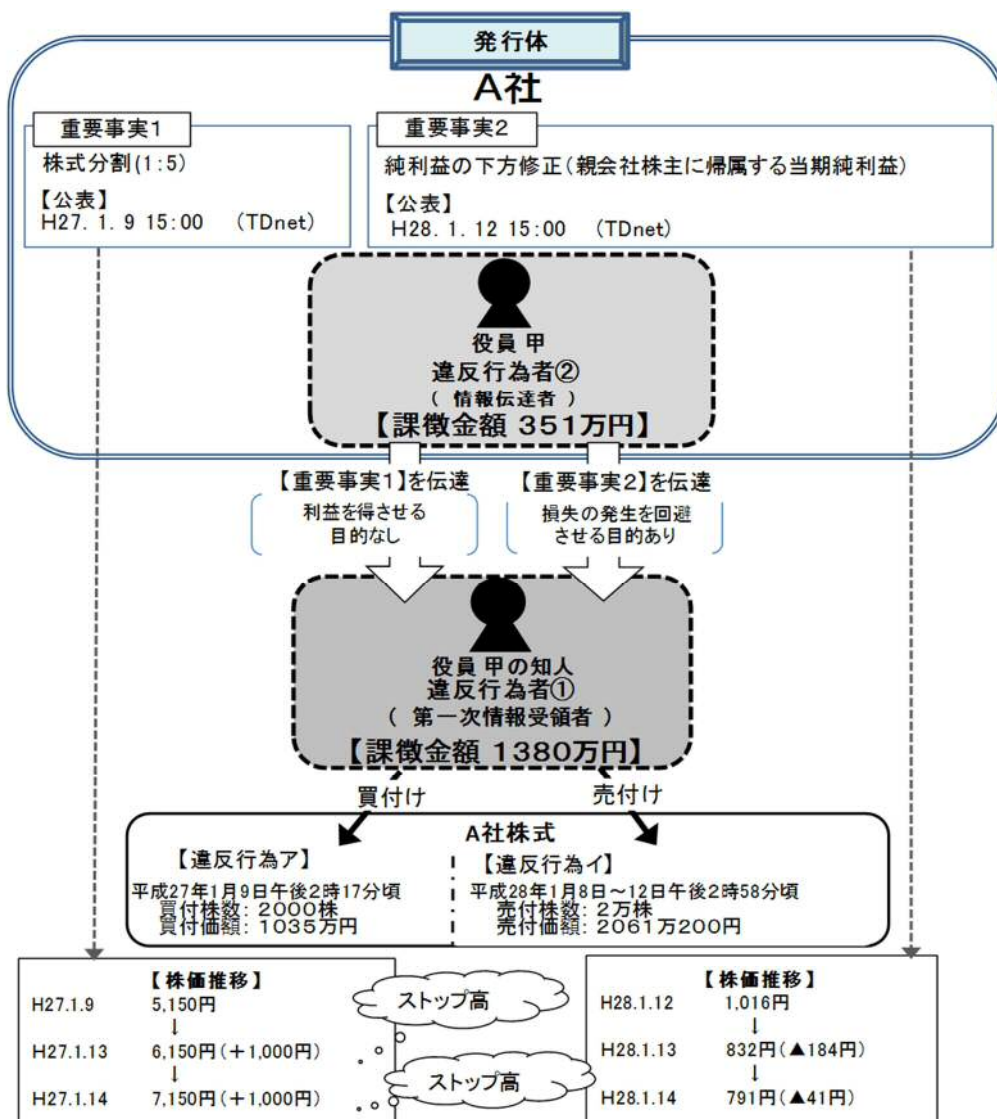 発行体
A社
重要事実1
株式分割(1:5)
【公表】
H27. 1. 9 15:00 (TDnet)
重要事実2
純利益の下方修正(親会社株主に帰属する当期純利益)
【公表】
H28. 1. 12 15:00 (TDnet)
役員 甲
違反行為者②
( 情報伝達者 )
【課徴金額 351万円】
【重要事実1】を伝達
利益を得させる
目的なし
【重要事実2】を伝達
損失の発生を回避
させる目的あり
役員 甲の知人
違反行為者①
( 第一次情報受領者 )
【課徴金額 1380万円】
買付け
売付け
A社株式
【違反行為ア】
平成27年1月9日午後2時17分頃
買付株数: 2000株
買付価額: 1035万円
【違反行為イ】
平成28年1月8日~12日午後2時58分頃
売付株数: 2万株
売付価額: 2061万200円
【株価推移】
H27.1.9 5,150円
↓
H27.1.13 6,150円(+1,000円)
↓
H27.1.14 7,150円(+1,000円)
ストップ高
ストップ高
【株価推移】
H28.1.12 1,016円
↓
H28.1.13 832円(▲184円)
↓
H28.1.14 791円(▲41円)